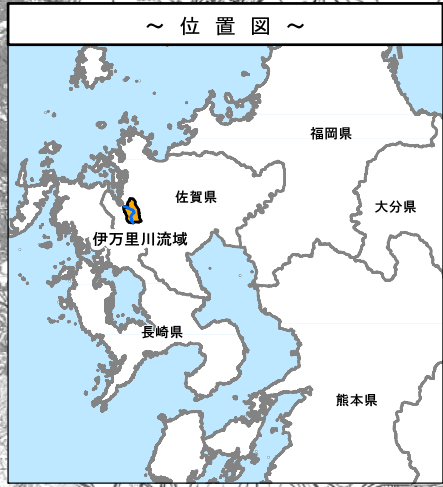 ～ 位 置 図 ～
福岡県
佐賀県
大分県
伊万里川流域
長崎県
熊本県